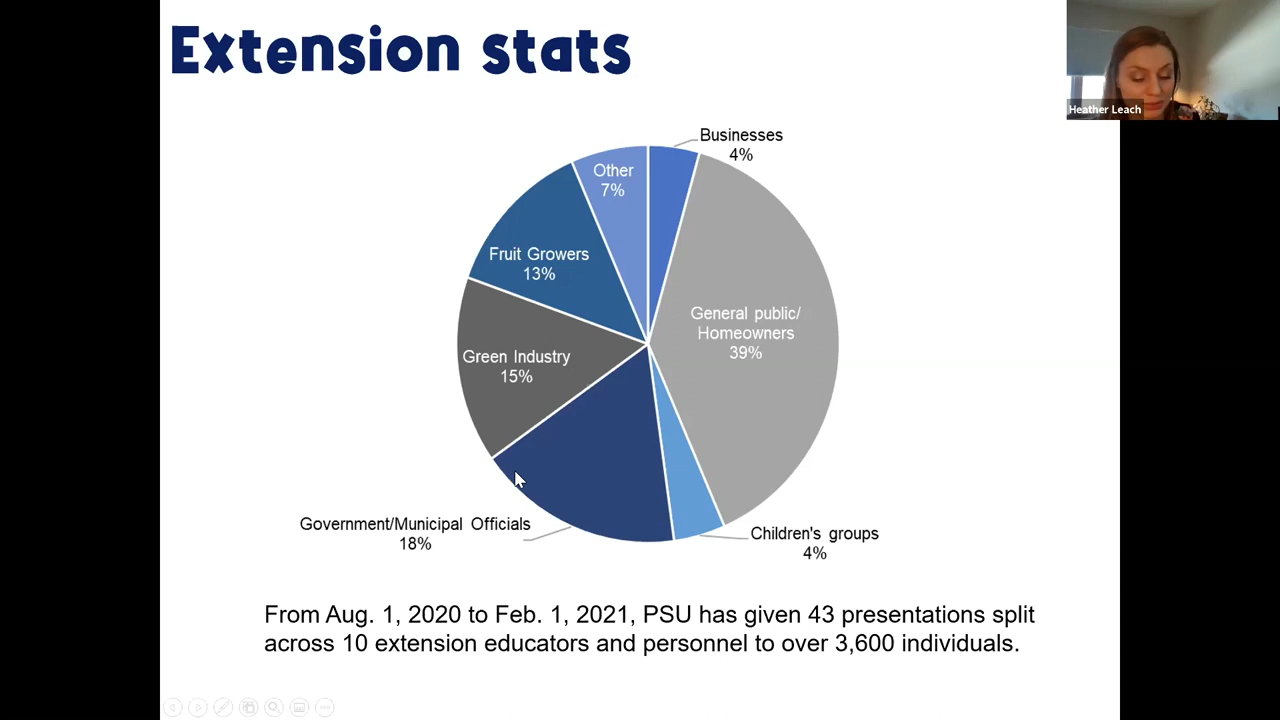 Extension stats
Heather Leach
Businesses
4%
Other
7%
Fruit Growers
13%
General public/
Homeowners
39%
Green Industry
15%
Government/Municipal Officials
18%
Children's groups
4%
From Aug. 1, 2020 to Feb. 1, 2021, PSU has given 43 presentations split
across 10 extension educators and personnel to over 3,600 individuals.